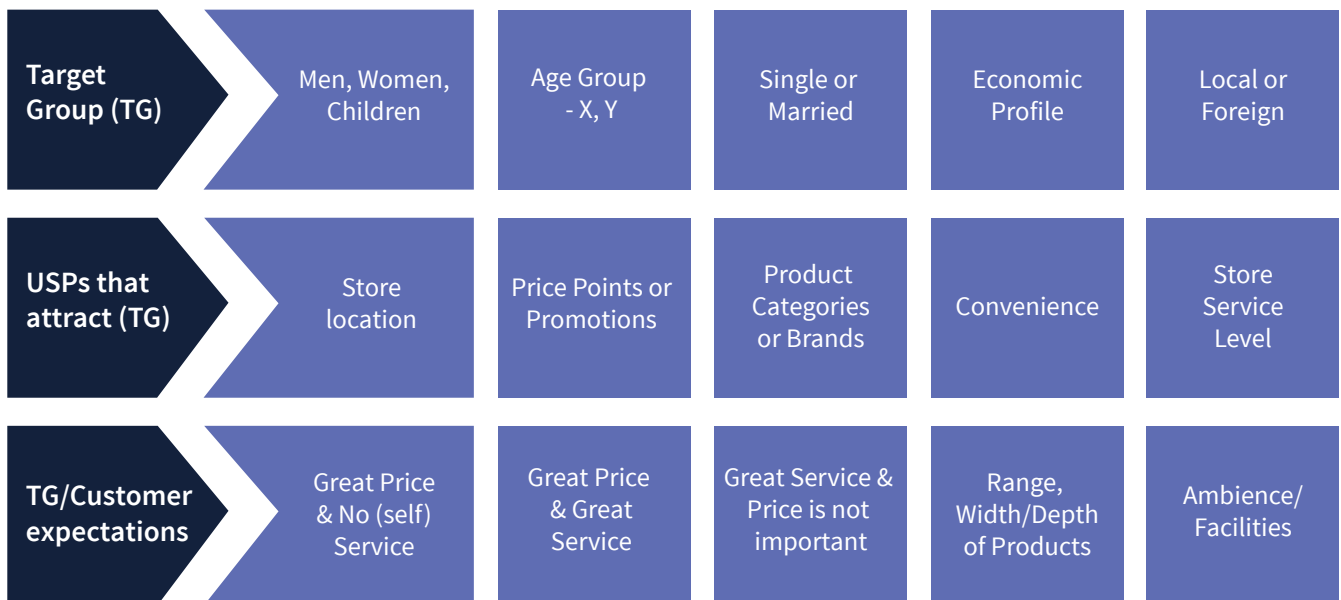 Target
Group (TG)
Men, Women,
Children
Age Group
- X, Y
Single or
Married
Economic
Profile
Local or
Foreign
USPs that
attract (TG)
Store
location
Price Points or
Promotions
Product
Categories
or Brands
Convenience
Store
Service
Level
TG/Customer
expectations
Great Price
& No (self)
Service
Great Price
& Great
Service
Great Service &
Price is not
important
Range,
Width/Depth
of Products
Ambience/
Facilities